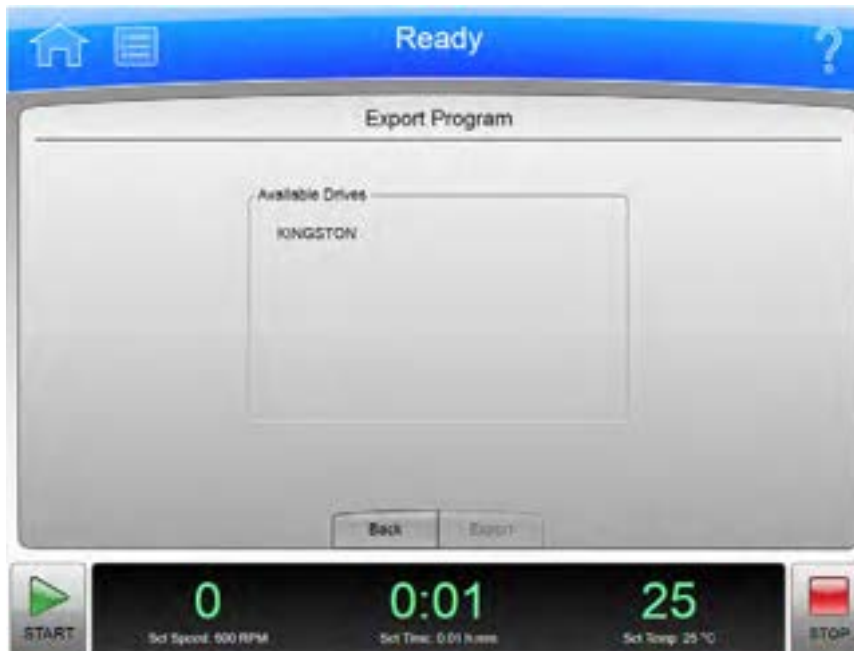 Ready
?
Export Program
Available Drives
KINGSTON
Back Export
START
0 0:01 25
Set Speed: 500 RPM Set Time: 0:01 h:mm Set Temp: 25 °C
STOP